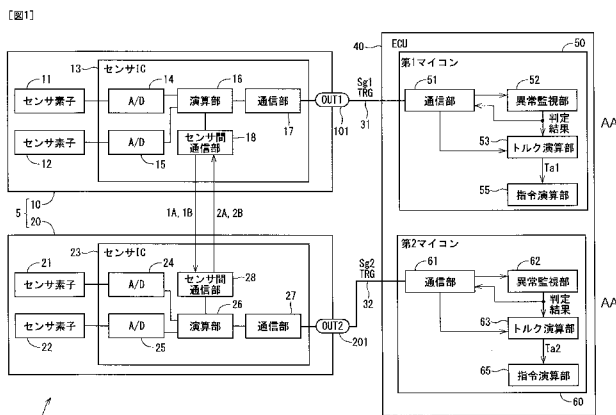 [図1]
40
ECU
50
13
センサIC
第1マイコン
11
14
16
Sg1
TRG
51
52
センサ素子
A/D
演算部
通信部
OUT1
通信部
異常監視部
AA
12
18
17
101
31
判定
結果
センサ素子
A/D
センサ間
通信部
53
トルク演算部
15
Ta1
10
1A, 1B
2A, 2B
55
指令演算部
5
20
23
センサIC
第2マイコン
21
24
28
Sg2
TRG
61
62
センサ素子
A/D
センサ間
通信部
27
通信部
異常監視部
AA
22
26
32
判定
結果
センサ素子
A/D
演算部
通信部
OUT2
63
トルク演算部
25
201
Ta2
65
指令演算部
60